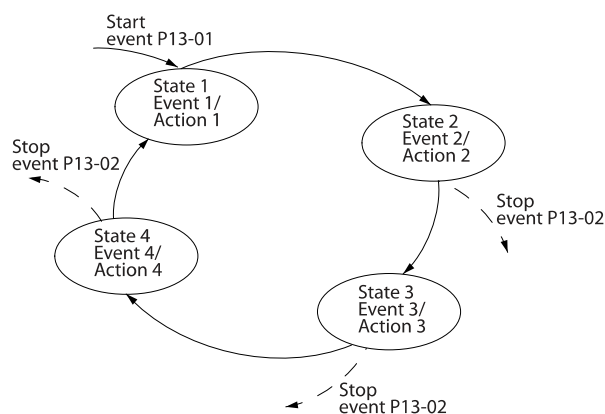 Start
event P13-01
State 1
Event 1/
Action 1
State 2
Event 2/
Action 2
Stop
event P13-02
Stop
event P13-02
State 4
Event 4/
Action 4
State 3
Event 3/
Action 3
Stop
event P13-02